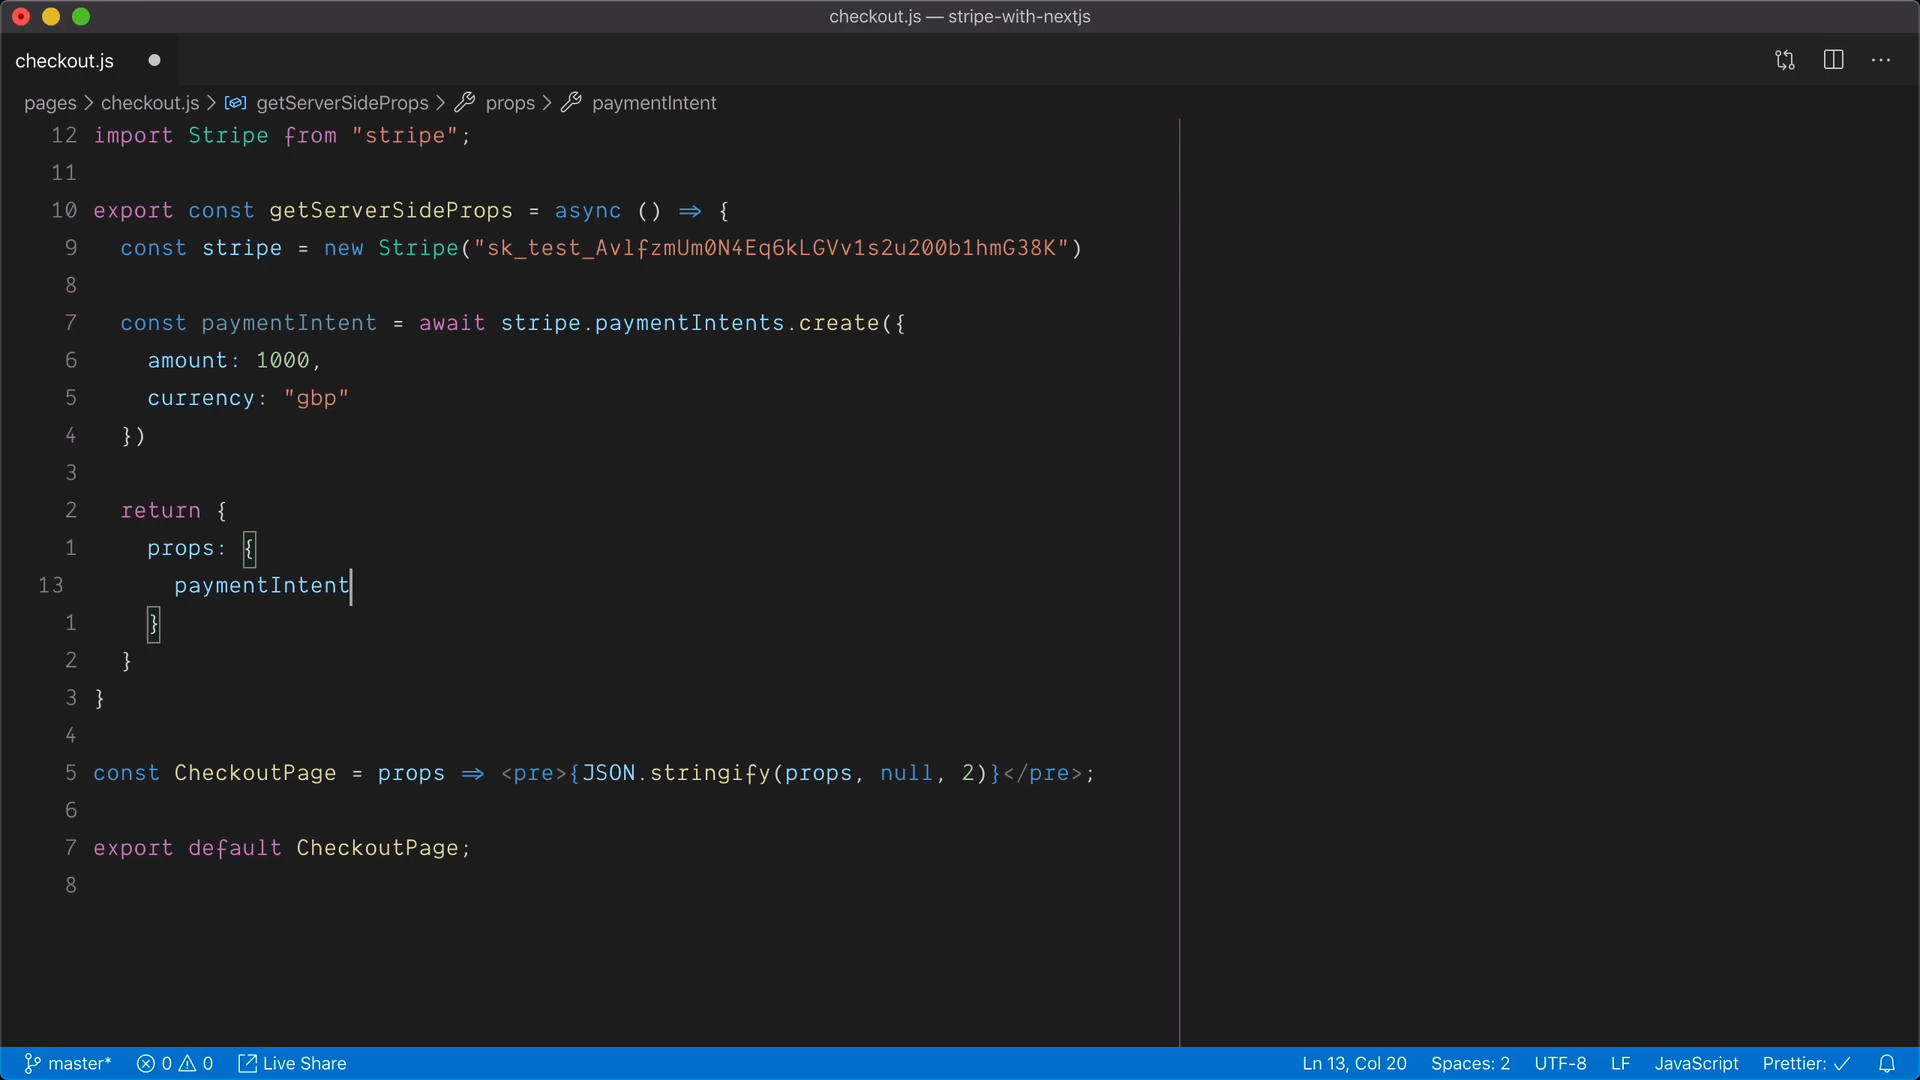 checkout.js — stripe-with-nextjs
checkout.js
pages > checkout.js > getServerSideProps > props > paymentIntent
12 import Stripe from "stripe";
11
10 export const getServerSideProps = async () => {
9 const stripe = new Stripe("sk_test_AvlfzmUm0N4Eq6kLGVv1s2u200b1hmG38K")
8
7 const paymentIntent = await stripe.paymentIntents.create({
6 amount: 1000,
5 currency: "gbp"
4 })
3
2 return {
1 props: {
13 paymentIntent
1 }
2 }
3 }
4
5 const CheckoutPage = props => <pre>{JSON.stringify(props, null, 2)}</pre>;
6
7 export default CheckoutPage;
8
master* 0 0 Live Share Ln 13, Col 20 Spaces: 2 UTF-8 LF JavaScript Prettier: ✓